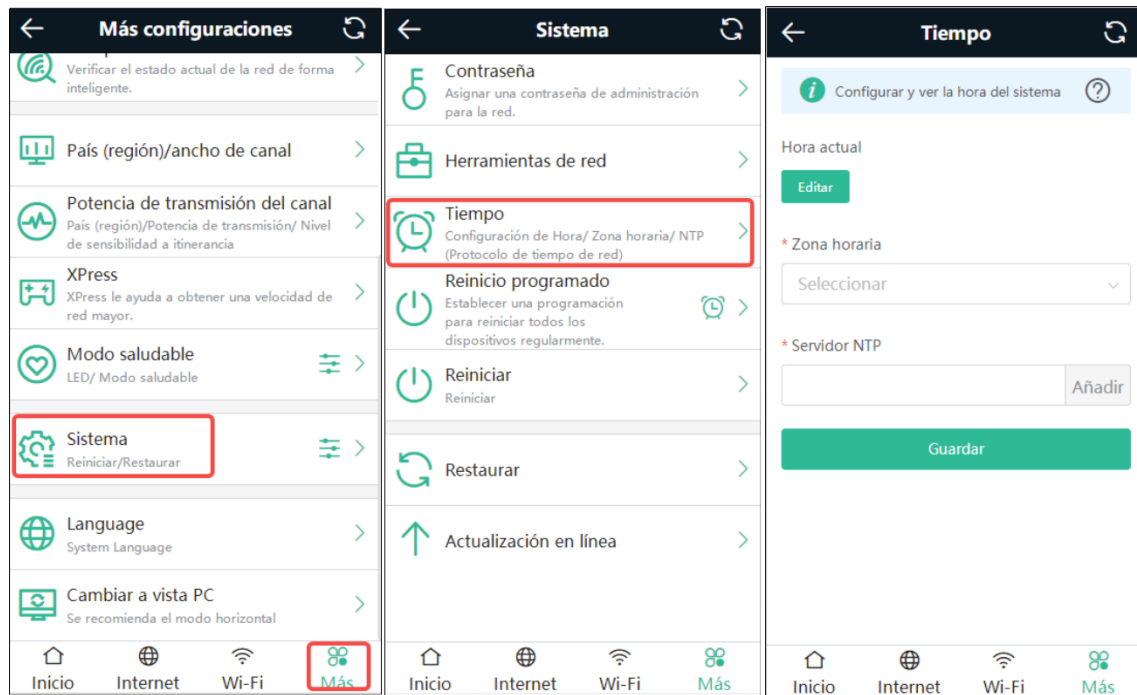 Más configuraciones
Verificar el estado actual de la red de forma
inteligente.
País (región)/ancho de canal
Potencia de transmisión del canal
País (región)/Potencia de transmisión/ Nivel
de sensibilidad a itinerancia
XPress
XPress le ayuda a obtener una velocidad de
red mayor.
Modo saludable
LED/ Modo saludable
Sistema
Reiniciar/Restaurar
Language
System Language
Cambiar a vista PC
Se recomienda el modo horizontal
Inicio Internet Wi-Fi Más
Sistema
Contraseña
Asignar una contraseña de administración
para la red.
Herramientas de red
Tiempo
Configuración de Hora/ Zona horaria/ NTP
(Protocolo de tiempo de red)
Reinicio programado
Establecer una programación
para reiniciar todos los
dispositivos regularmente.
Reiniciar
Reiniciar
Restaurar
Actualización en línea
Inicio Internet Wi-Fi Más
Tiempo
Configurar y ver la hora del sistema
Hora actual
Editar
* Zona horaria
Seleccionar
* Servidor NTP
Añadir
Guardar
Inicio Internet Wi-Fi Más